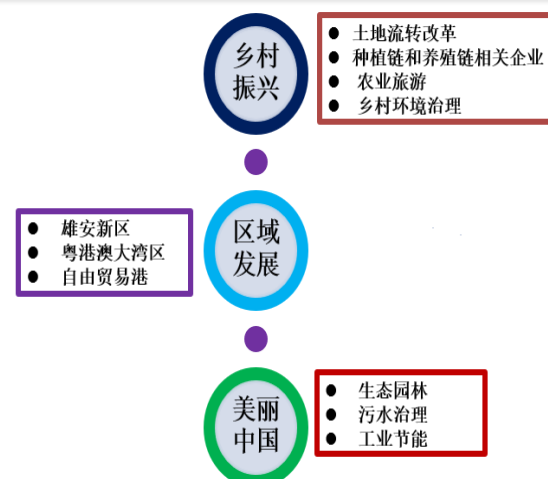 乡村
振兴
● 土地流转改革
● 种植链和养殖链相关企业
● 农业旅游
● 乡村环境治理
区域
发展
● 雄安新区
● 粤港澳大湾区
● 自由贸易港
美丽
中国
● 生态园林
● 污水治理
● 工业节能